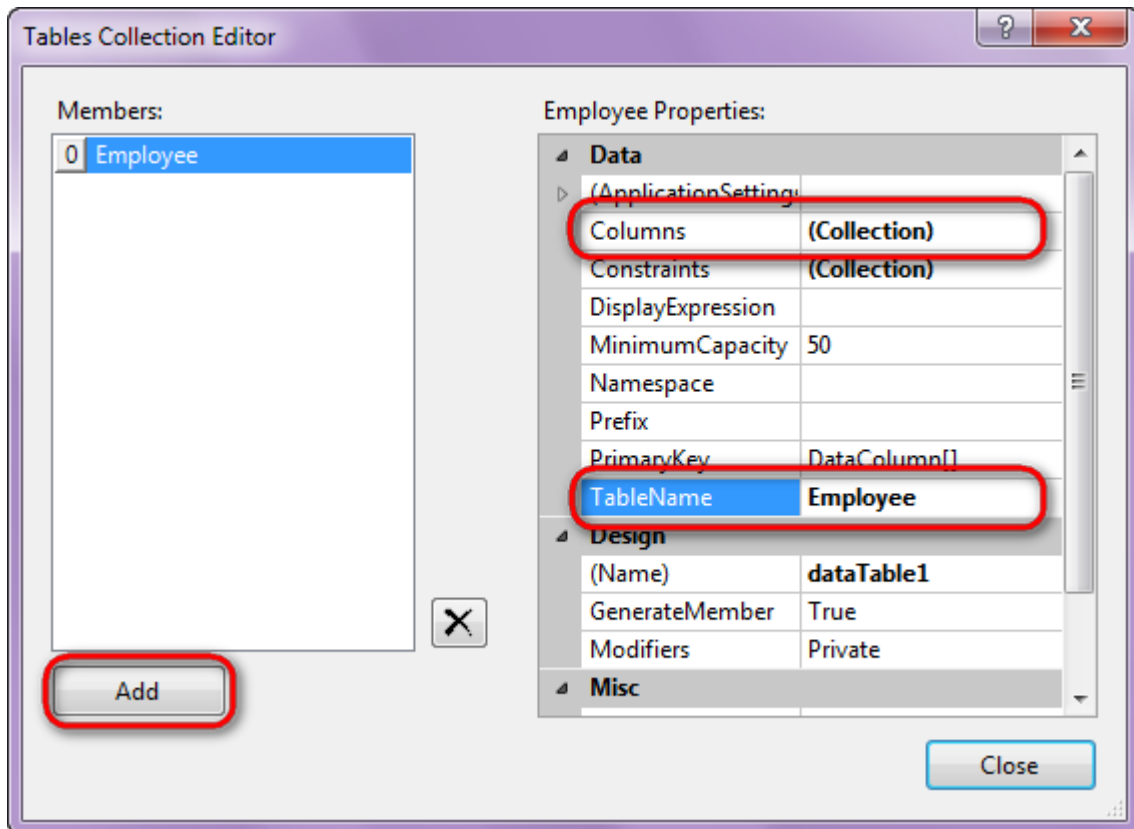 Tables Collection Editor
?
Members:
Employee Properties:
0 Employee
Data
(ApplicationSettings
Columns (Collection)
Constraints (Collection)
DisplayExpression
MinimumCapacity 50
Namespace
Prefix
PrimaryKey DataColumn[]
TableName Employee
Design
(Name) dataTable1
GenerateMember True
Modifiers Private
Add
Misc
Close